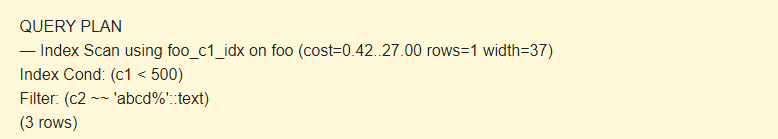 QUERY PLAN
— Index Scan using foo_c1_idx on foo (cost=0.42..27.00 rows=1 width=37)
Index Cond: (c1 < 500)
Filter: (c2 ~~ 'abcd%'::text)
(3 rows)